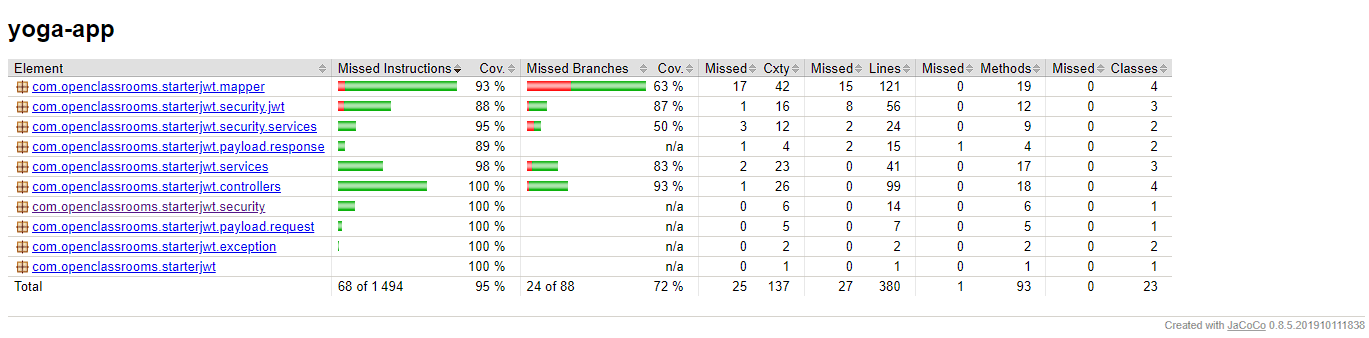 yoga-app
Element Missed Instructions Cov. Missed Branches Cov. Missed Cxty Missed Lines Missed Methods Missed Classes
com.openclassrooms.starterjwt.mapper 93 % 63 % 17 42 15 121 0 19 0 4
com.openclassrooms.starterjwt.security.jwt 88 % 87 % 1 16 8 56 0 12 0 3
com.openclassrooms.starterjwt.security.services 95 % 50 % 3 12 2 24 0 9 0 2
com.openclassrooms.starterjwt.payload.response 89 % n/a 1 4 2 15 1 4 0 2
com.openclassrooms.starterjwt.services 98 % 83 % 2 23 0 41 0 17 0 3
com.openclassrooms.starterjwt.controllers 100 % 93 % 1 26 0 99 0 18 0 4
com.openclassrooms.starterjwt.security 100 % n/a 0 6 0 14 0 6 0 1
com.openclassrooms.starterjwt.payload.request 100 % n/a 0 5 0 7 0 5 0 1
com.openclassrooms.starterjwt.exception 100 % n/a 0 2 0 2 0 2 0 2
com.openclassrooms.starterjwt 100 % n/a 0 1 0 1 0 1 0 1
Total 68 of 1 494 95 % 24 of 88 72 % 25 137 27 380 1 93 0 23
Created with JaCoCo 0.8.5.201910111838